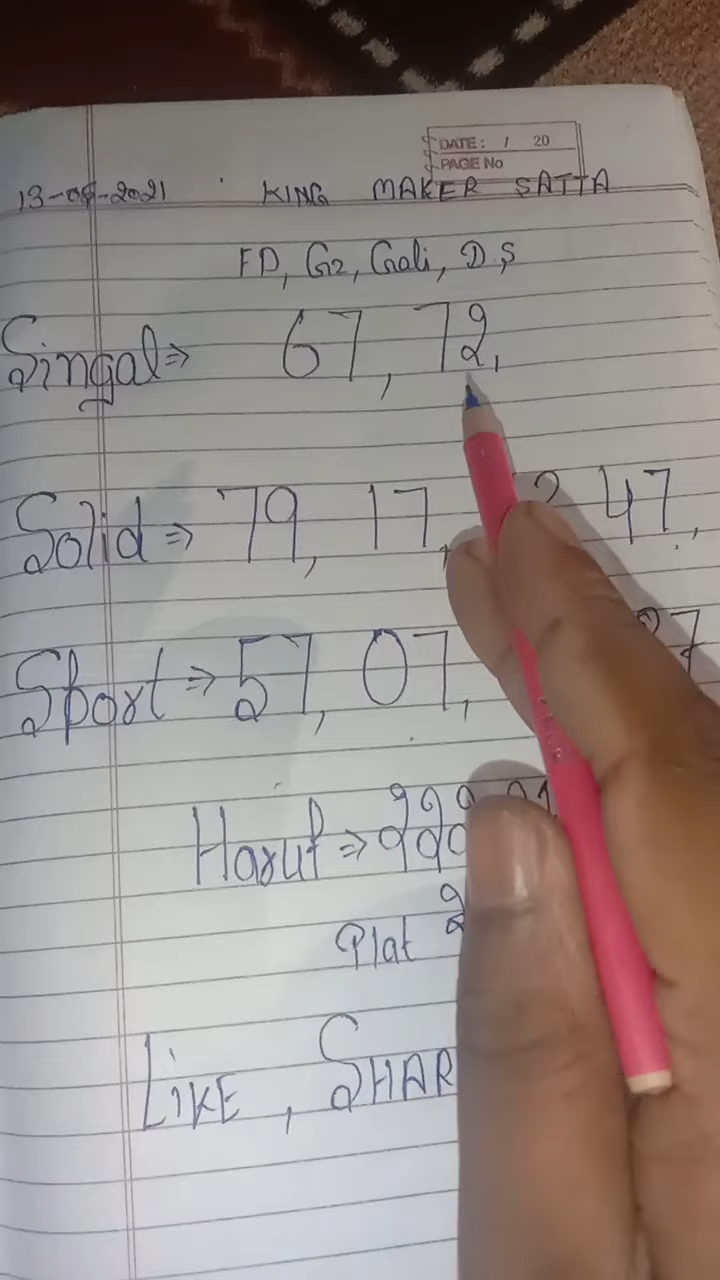 DATE: / 20
PAGE No
13-08-2021 KING MAKER SATTA
FD, GZ, Gali, D.S
Singal⇒ 67, 72,
Solid⇒ 79, 17, 47,
Sport⇒ 57, 07,
Haruf⇒
Plat
LIKE, SHAR